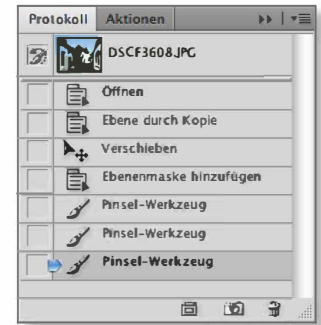 Protokoll Aktionen
DSCF3608.JPG
Öffnen
Ebene durch Kopie
Verschieben
Ebenenmaske hinzufügen
Pinsel-Werkzeug
Pinsel-Werkzeug
Pinsel-Werkzeug